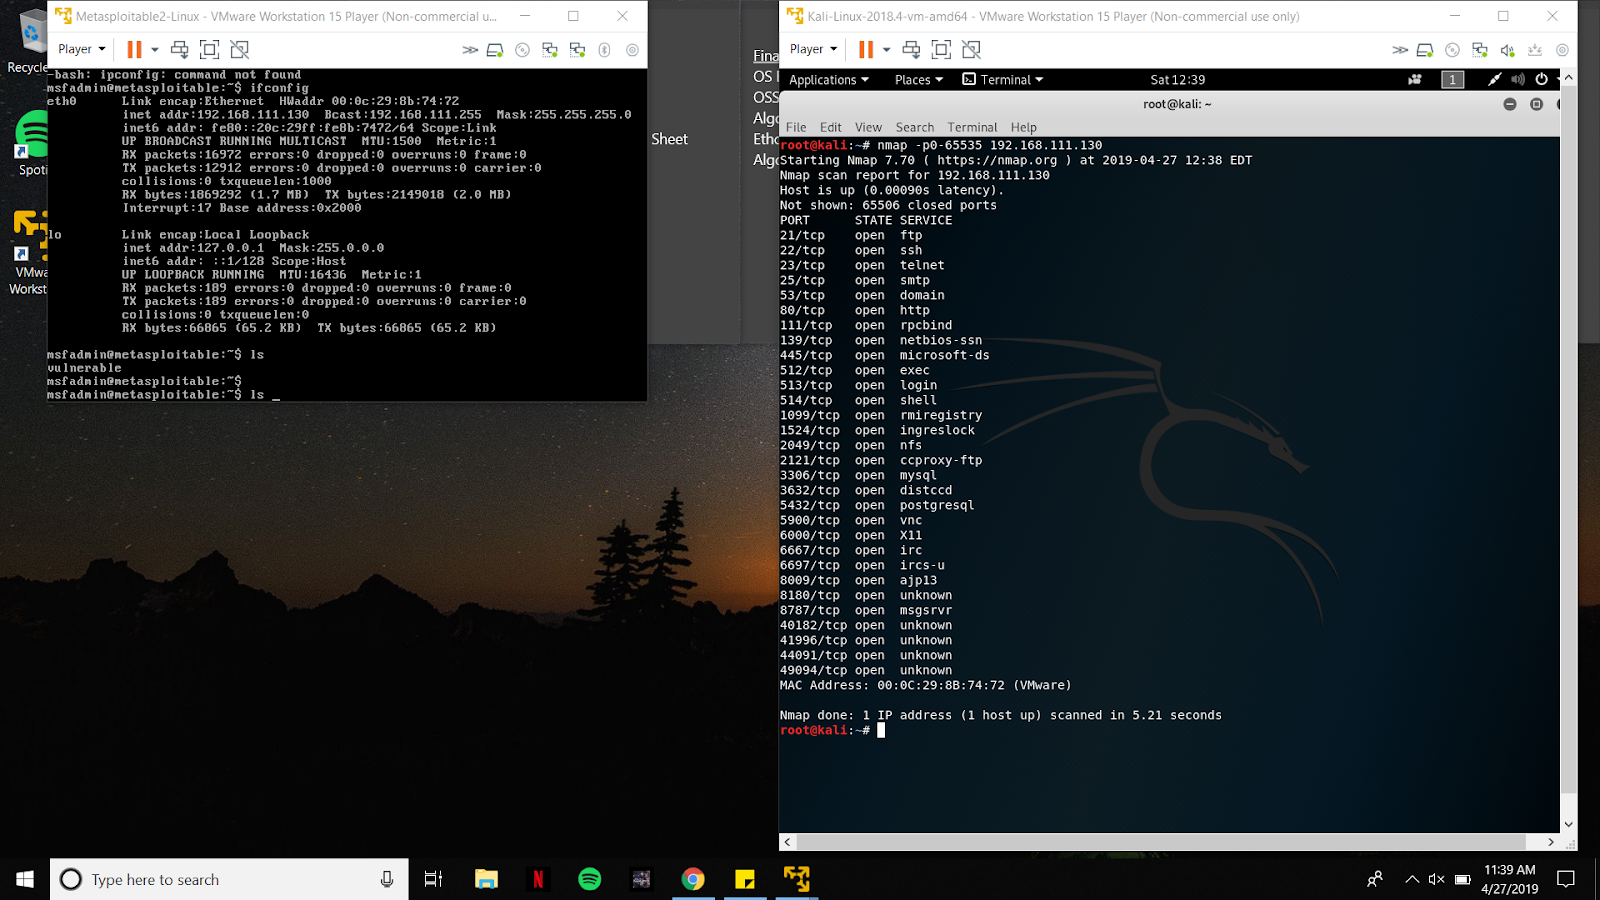 Recycle
Spoti
VMw
Workst
Metasploitable2-Linux - VMware Workstation 15 Player (Non-commercial u...
Player
-bash: ipconfig: command not found
msfadmin@metasploitable:~$ ifconfig
eth0      Link encap:Ethernet  HWaddr 00:0c:29:8b:74:72
inet addr:192.168.111.130  Bcast:192.168.111.255  Mask:255.255.255.0
inet6 addr: fe80::20c:29ff:fe8b:7472/64 Scope:Link
UP BROADCAST RUNNING MULTICAST  MTU:1500  Metric:1
RX packets:16972 errors:0 dropped:0 overruns:0 frame:0
TX packets:12912 errors:0 dropped:0 overruns:0 carrier:0
collisions:0 txqueuelen:1000
RX bytes:1869292 (1.7 MB)  TX bytes:2149018 (2.0 MB)
Interrupt:17 Base address:0x2000
lo        Link encap:Local Loopback
inet addr:127.0.0.1  Mask:255.0.0.0
inet6 addr: ::1/128 Scope:Host
UP LOOPBACK RUNNING  MTU:16436  Metric:1
RX packets:189 errors:0 dropped:0 overruns:0 frame:0
TX packets:189 errors:0 dropped:0 overruns:0 carrier:0
collisions:0 txqueuelen:0
RX bytes:66865 (65.2 KB)  TX bytes:66865 (65.2 KB)
msfadmin@metasploitable:~$ ls
vulnerable
msfadmin@metasploitable:~$
msfadmin@metasploitable:~$ ls _
Sheet
Fina
OS
OSS
Algo
Etho
Algo
Kali-Linux-2018.4-vm-amd64 - VMware Workstation 15 Player (Non-commercial use only)
Player
Applications Places Terminal Sat 12:39 1
root@kali: ~
File Edit View Search Terminal Help
root@kali:~# nmap -p0-65535 192.168.111.130
Starting Nmap 7.70 ( https://nmap.org ) at 2019-04-27 12:38 EDT
Nmap scan report for 192.168.111.130
Host is up (0.00090s latency).
Not shown: 65506 closed ports
PORT      STATE SERVICE
21/tcp    open  ftp
22/tcp    open  ssh
23/tcp    open  telnet
25/tcp    open  smtp
53/tcp    open  domain
80/tcp    open  http
111/tcp   open  rpcbind
139/tcp   open  netbios-ssn
445/tcp   open  microsoft-ds
512/tcp   open  exec
513/tcp   open  login
514/tcp   open  shell
1099/tcp  open  rmiregistry
1524/tcp  open  ingreslock
2049/tcp  open  nfs
2121/tcp  open  ccproxy-ftp
3306/tcp  open  mysql
3632/tcp  open  distccd
5432/tcp  open  postgresql
5900/tcp  open  vnc
6000/tcp  open  X11
6667/tcp  open  irc
6697/tcp  open  ircs-u
8009/tcp  open  ajp13
8180/tcp  open  unknown
8787/tcp  open  msgsrvr
40182/tcp open  unknown
41996/tcp open  unknown
44091/tcp open  unknown
49094/tcp open  unknown
MAC Address: 00:0C:29:8B:74:72 (VMware)
Nmap done: 1 IP address (1 host up) scanned in 5.21 seconds
root@kali:~#
Type here to search
11:39 AM
4/27/2019